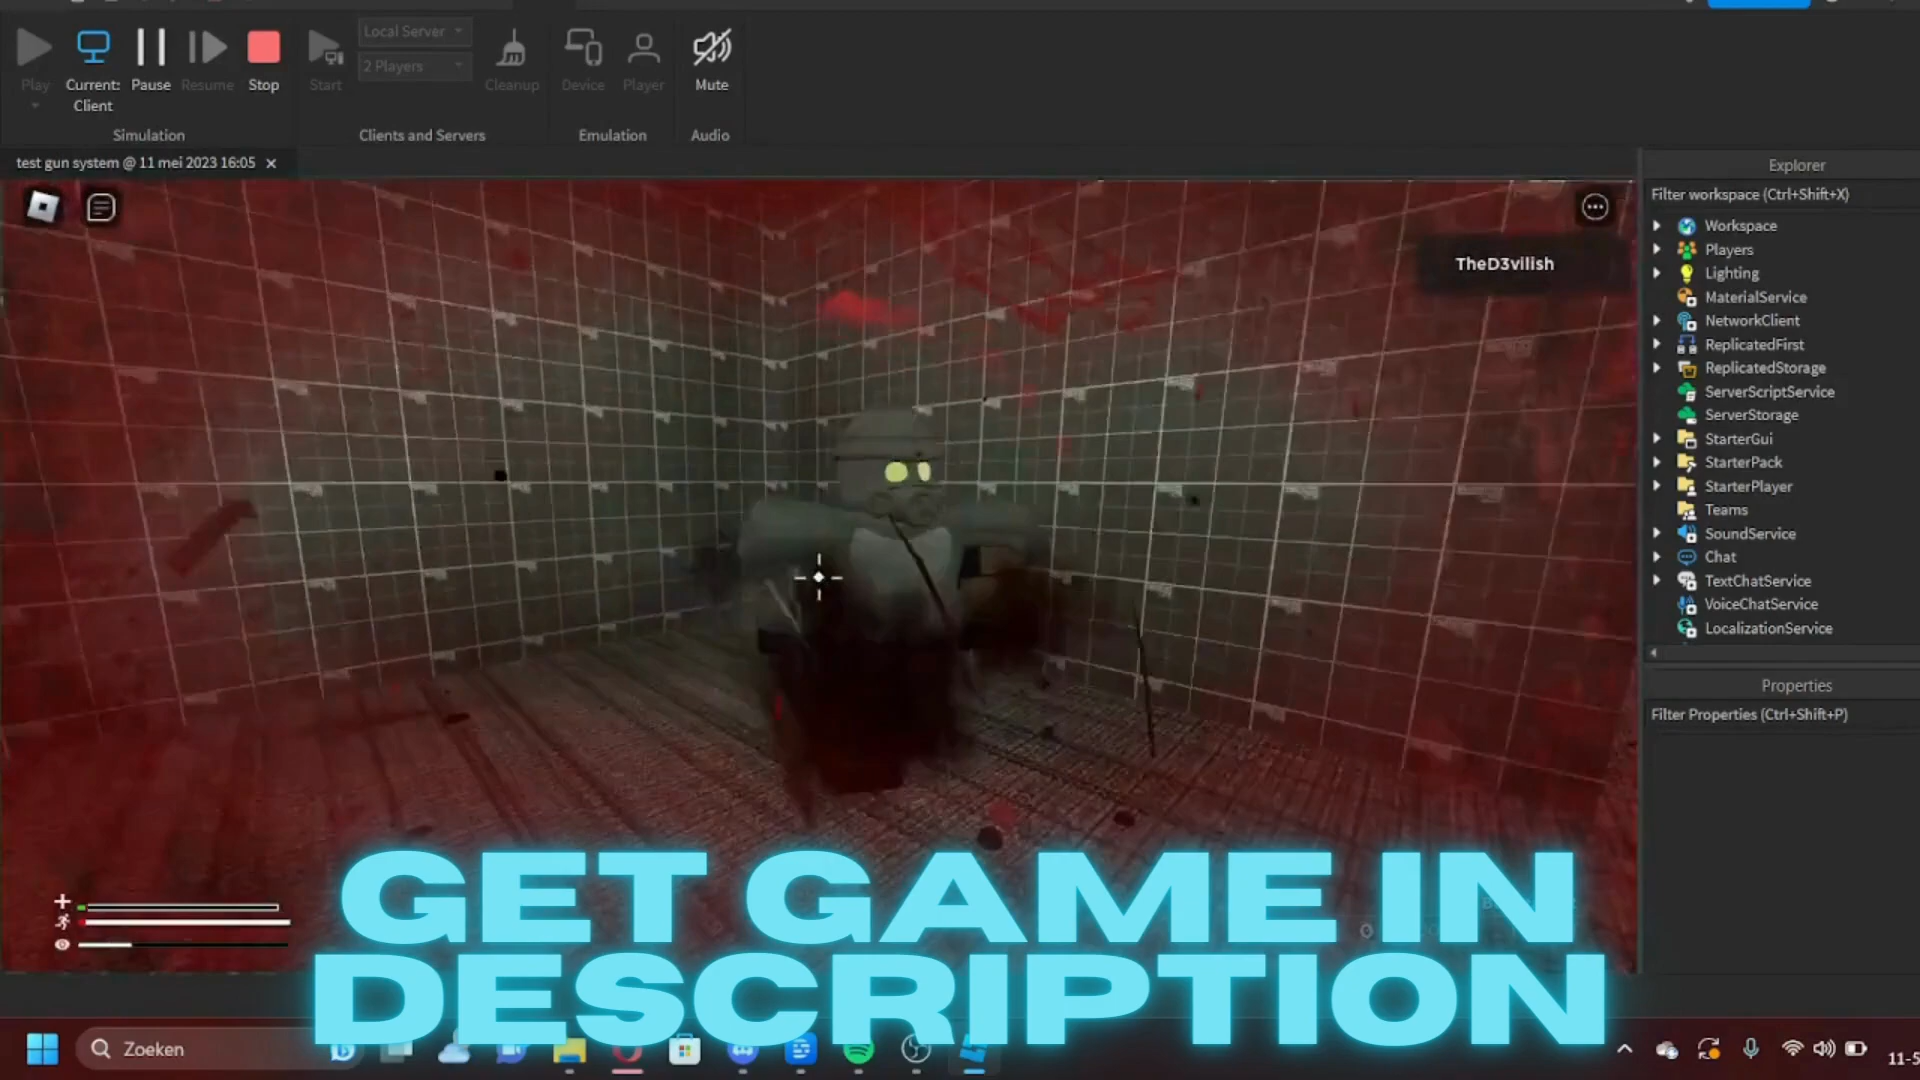 Local Server
2 Players
Play
Current:
Client
Pause
Resume
Stop
Start
Cleanup
Device
Player
Mute
Simulation
Clients and Servers
Emulation
Audio
test gun system @ 11 mei 2023 16:05
Explorer
Filter workspace (Ctrl+Shift+X)
Workspace
Players
Lighting
MaterialService
NetworkClient
ReplicatedFirst
ReplicatedStorage
ServerScriptService
ServerStorage
StarterGui
StarterPack
StarterPlayer
Teams
SoundService
Chat
TextChatService
VoiceChatService
LocalizationService
Properties
Filter Properties (Ctrl+Shift+P)
TheD3vilish
GET GAME IN
DESCRIPTION
Zoeken
11-5